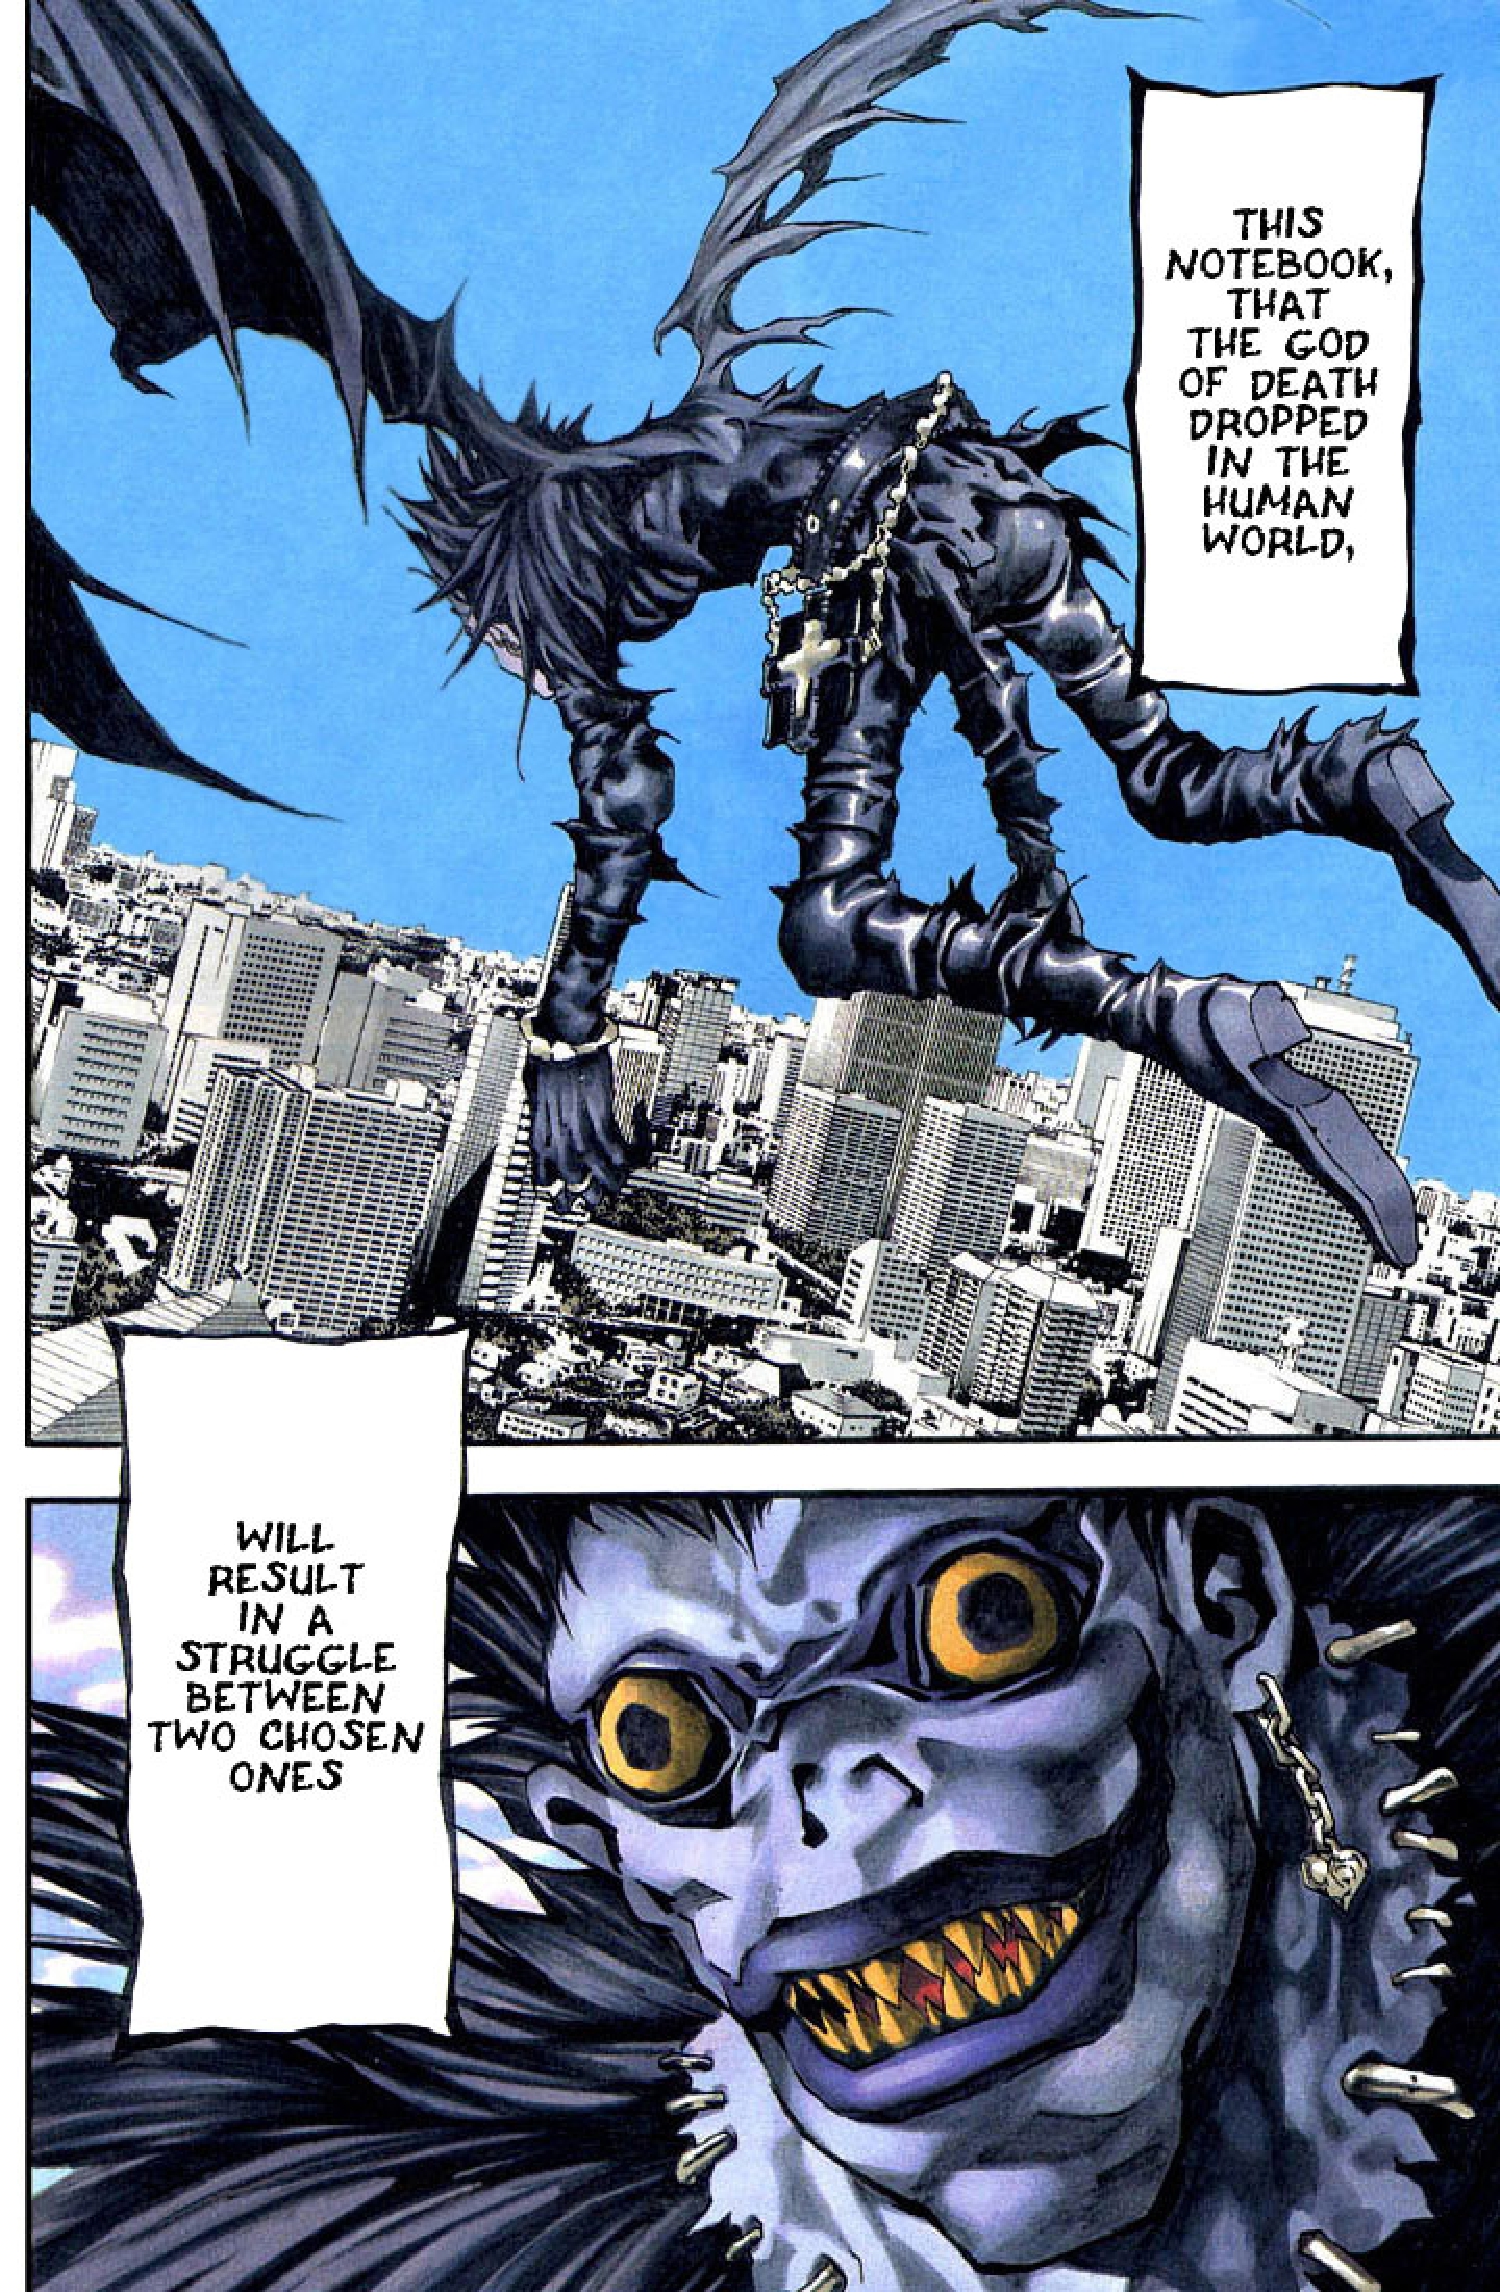 THIS
NOTEBOOK,
THAT
THE GOD
OF DEATH
DROPPED
IN THE
HUMAN
WORLD,
WILL
RESULT
IN A
STRUGGLE
BETWEEN
TWO CHOSEN
ONES